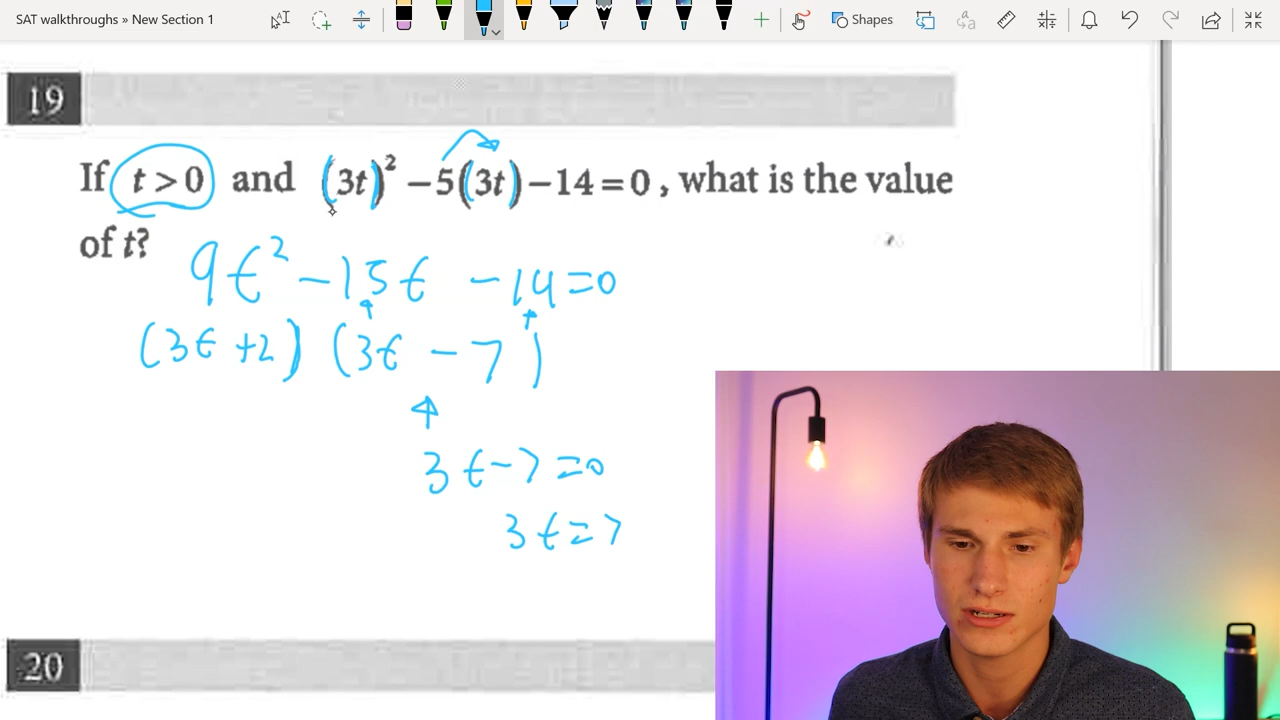 SAT walkthroughs » New Section 1
Shapes
19
If t > 0 and (3t)² − 5(3t) − 14 = 0, what is the value
of t?
9t² − 15t − 14 = 0
(3t + 2) (3t − 7)
3t − 7 = 0
3t = 7
20